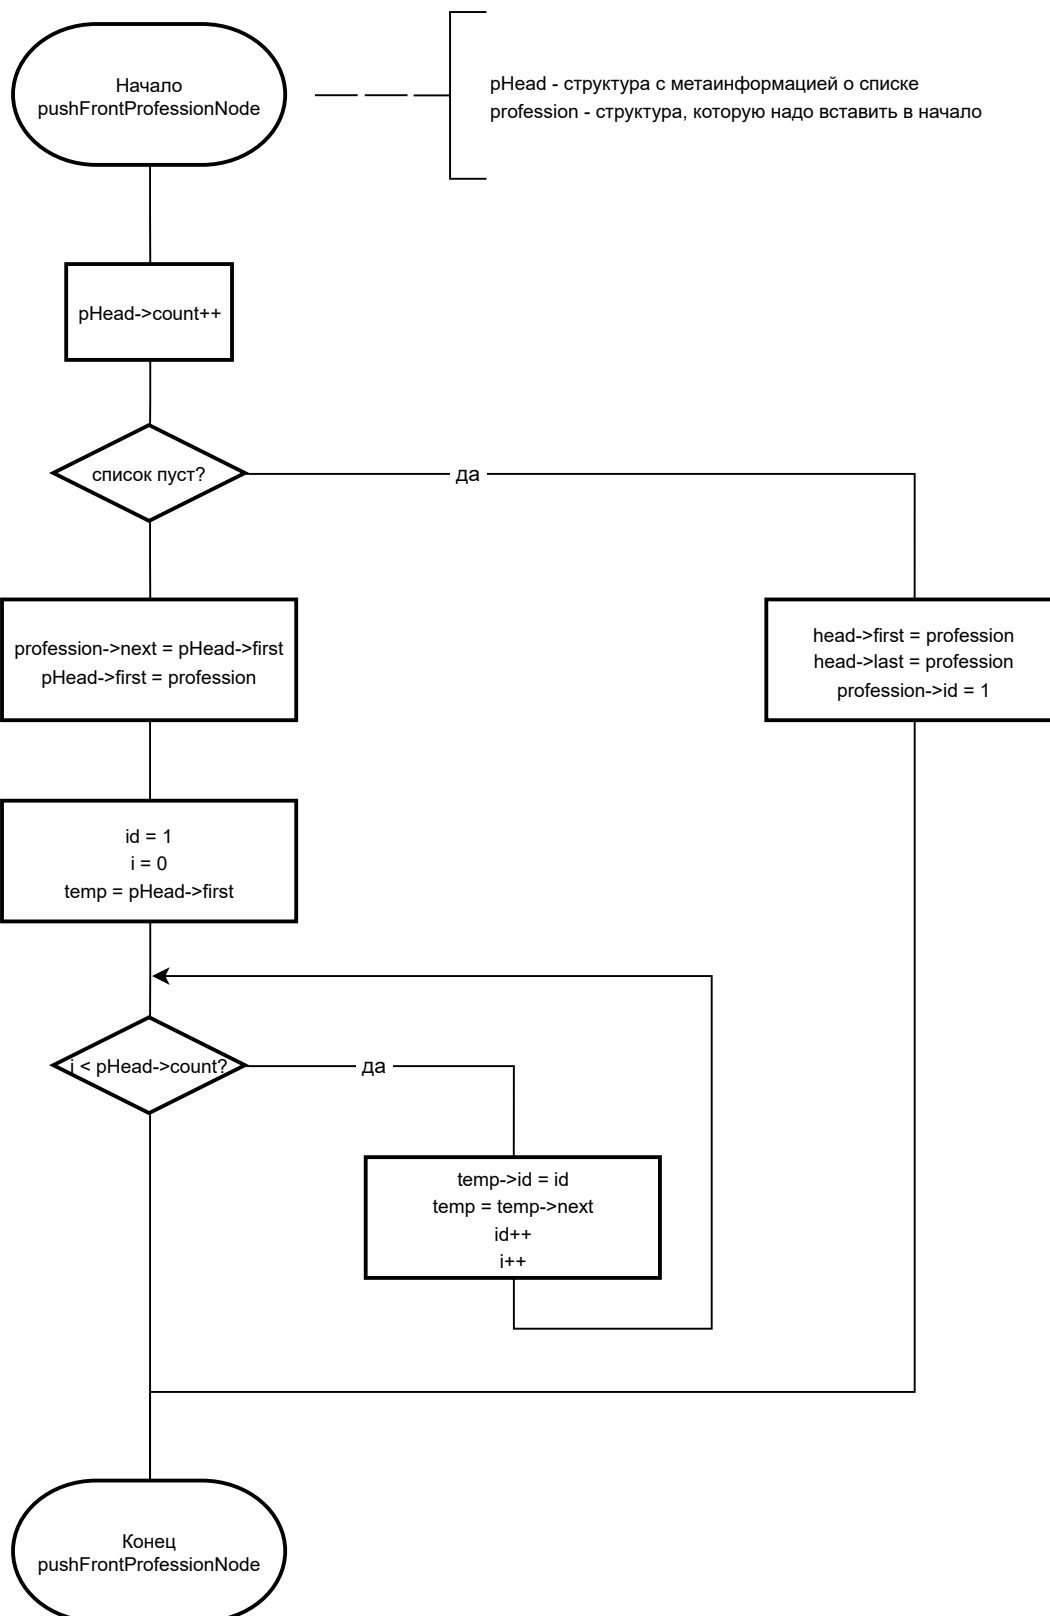 Начало
pushFrontProfessionNode
pHead - структура с метаинформацией о списке
profession - структура, которую надо вставить в начало
pHead->count++
список пуст?
да
profession->next = pHead->first
pHead->first = profession
head->first = profession
head->last = profession
profession->id = 1
id = 1
i = 0
temp = pHead->first
i < pHead->count?
да
temp->id = id
temp = temp->next
id++
i++
Конец
pushFrontProfessionNode